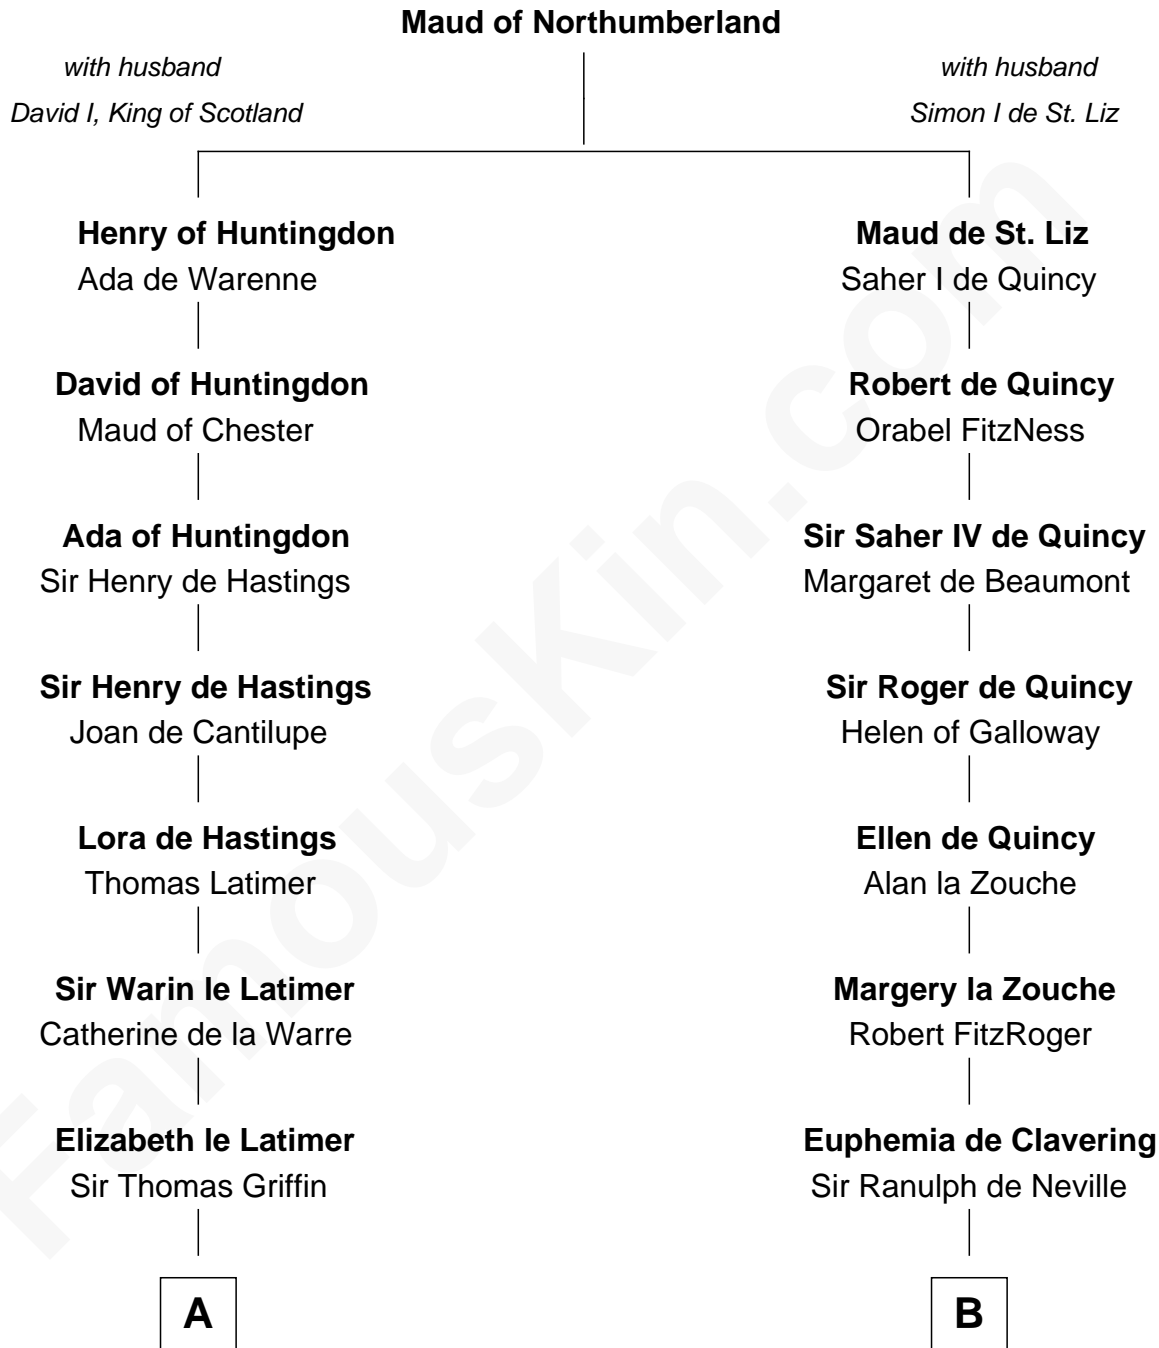 Maud of Northumberland
with husband
David I, King of Scotland
with husband
Simon I de St. Liz
Henry of Huntingdon
Ada de Warenne
Maud de St. Liz
Saher I de Quincy
David of Huntingdon
Maud of Chester
Robert de Quincy
Orabel FitzNess
Ada of Huntingdon
Sir Henry de Hastings
Sir Saher IV de Quincy
Margaret de Beaumont
Sir Henry de Hastings
Joan de Cantilupe
Sir Roger de Quincy
Helen of Galloway
Lora de Hastings
Thomas Latimer
Ellen de Quincy
Alan la Zouche
Sir Warin le Latimer
Catherine de la Warre
Margery la Zouche
Robert FitzRoger
Elizabeth le Latimer
Sir Thomas Griffin
Euphemia de Clavering
Sir Ranulph de Neville
A
B
FamousKin.com